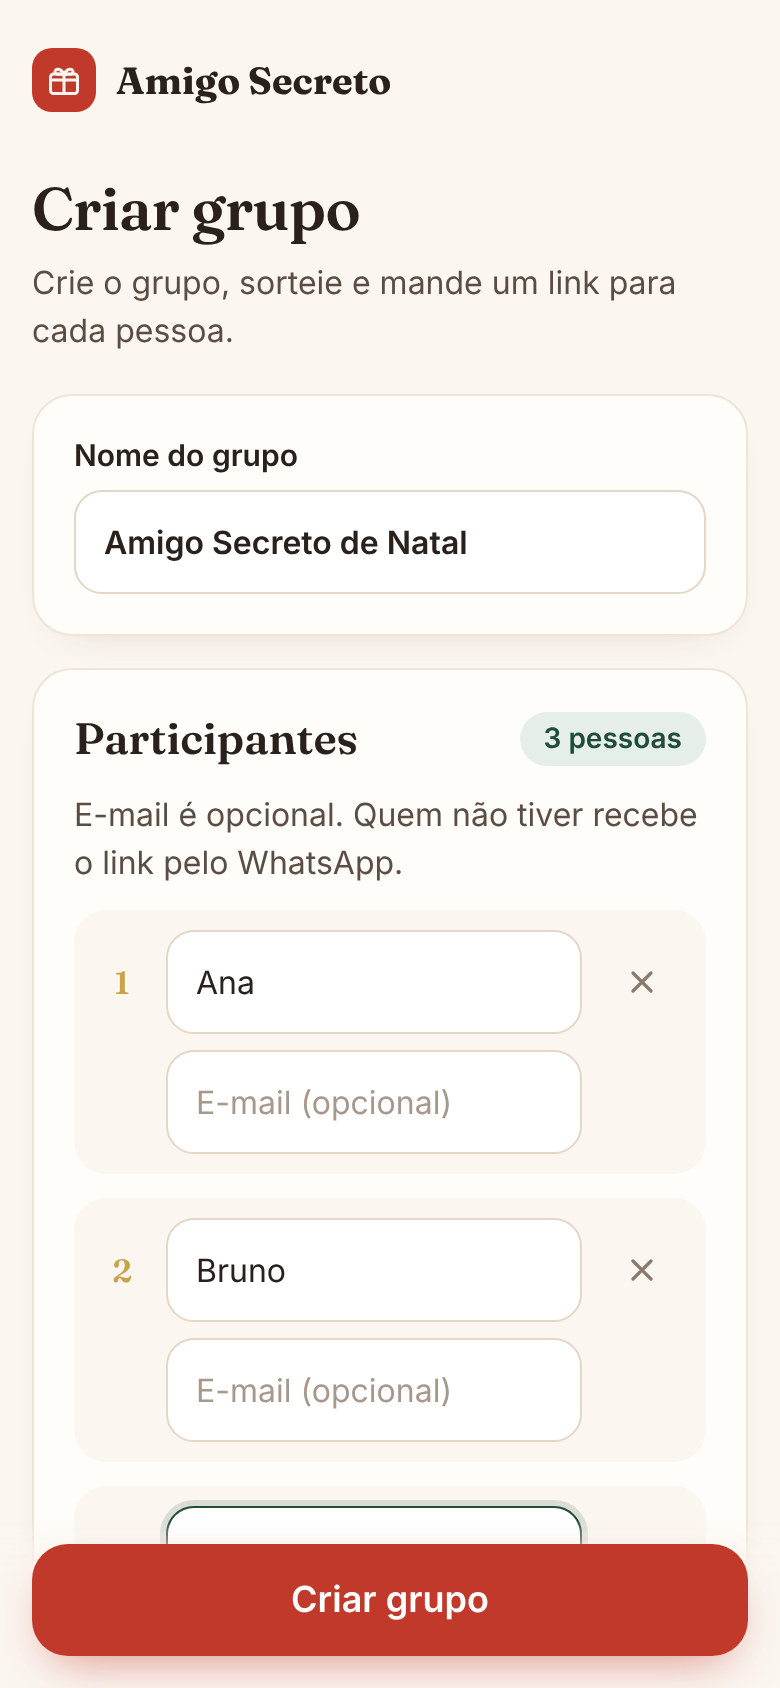 Amigo Secreto
Criar grupo
Crie o grupo, sorteie e mande um link para
cada pessoa.
Nome do grupo
Amigo Secreto de Natal
Participantes
3 pessoas
E-mail é opcional. Quem não tiver recebe
o link pelo WhatsApp.
1
Ana
E-mail (opcional)
2
Bruno
E-mail (opcional)
Criar grupo